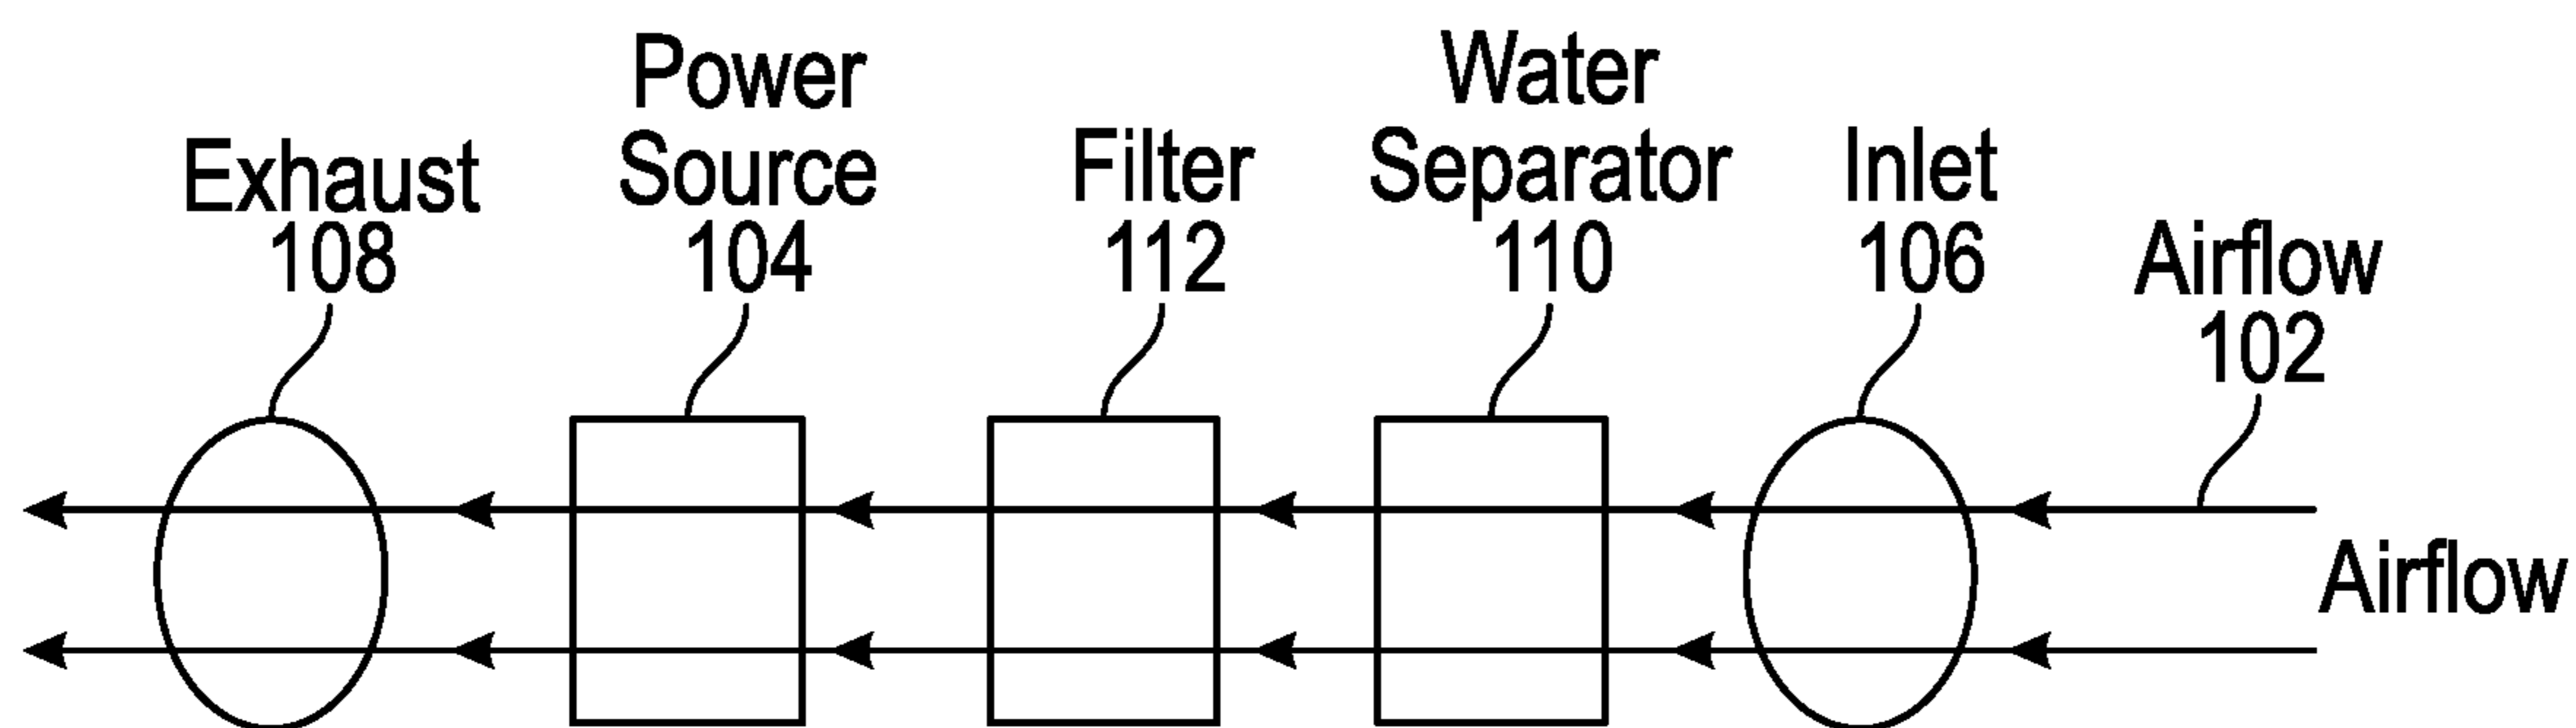 Exhaust
108
Power
Source
104
Filter
112
Water
Separator
110
Inlet
106
Airflow
102
Airflow